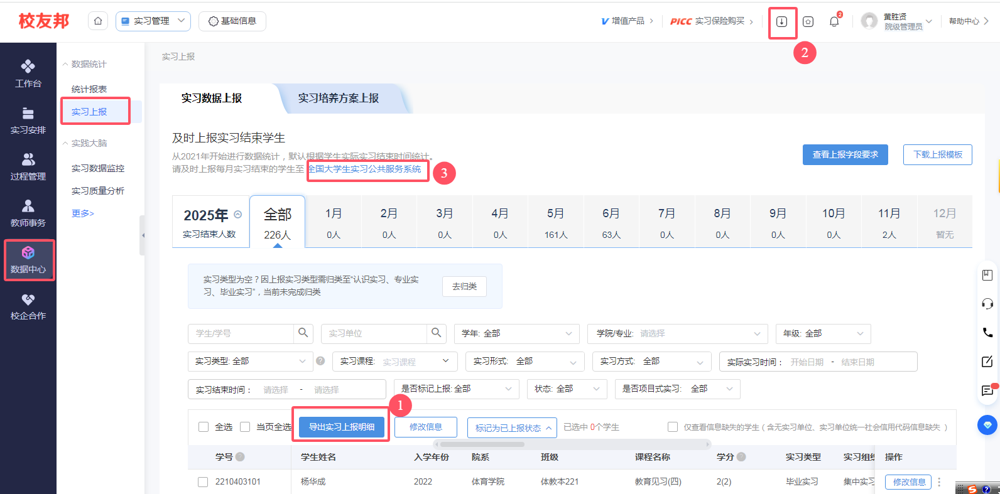 校友邦
实习管理
基础信息
增值产品
PICC 实习保险购买
2
黄胜贤
院级管理员
帮助中心
2
工作台
实习安排
过程管理
教师事务
数据中心
校企合作
数据统计
统计报表
实习上报
实践大脑
实习数据监控
实习质量分析
更多>
实习上报
实习数据上报
实习培养方案上报
及时上报实习结束学生
从2021年开始进行数据统计，默认根据学生实际实习结束时间统计。
请及时上报每月实习结束的学生至 全国大学生实习公共服务系统
3
查看上报字段要求
下载上报模板
2025年 全部 1月 2月 3月 4月 5月 6月 7月 8月 9月 10月 11月 12月
实习结束人数 226人 0人 0人 0人 0人 161人 63人 0人 0人 0人 0人 2人 暂无
实习类型为空？因上报实习类型需归类至“认识实习、专业实
习、毕业实习”，当前未完成归类
去归类
学生/学号 实习单位 学年: 全部 学院/专业: 请选择 年级: 全部
实习类型: 全部 ? 实习课程: 实习课程 实习形式: 全部 实习方式: 全部 实际实习时间： 开始日期 - 结束日期
实习结束时间： 请选择 - 请选择 是否标记上报: 全部 状态: 全部 是否项目式实习: 全部
1
全选 当页全选 导出实习上报明细 修改信息 标记为已上报状态 已选中 0个学生 仅查看信息缺失的学生（含无实习单位、实习单位统一社会信用代码信息缺失 ）
学号 ? 学生姓名 入学年份 院系 班级 课程名称 学分 ? 实习类型 实习组织 操作
2210403101 杨华成 2022 体育学院 体教本221 教育见习(四) 2(2) 毕业实习 集中实习 修改信息
S ?